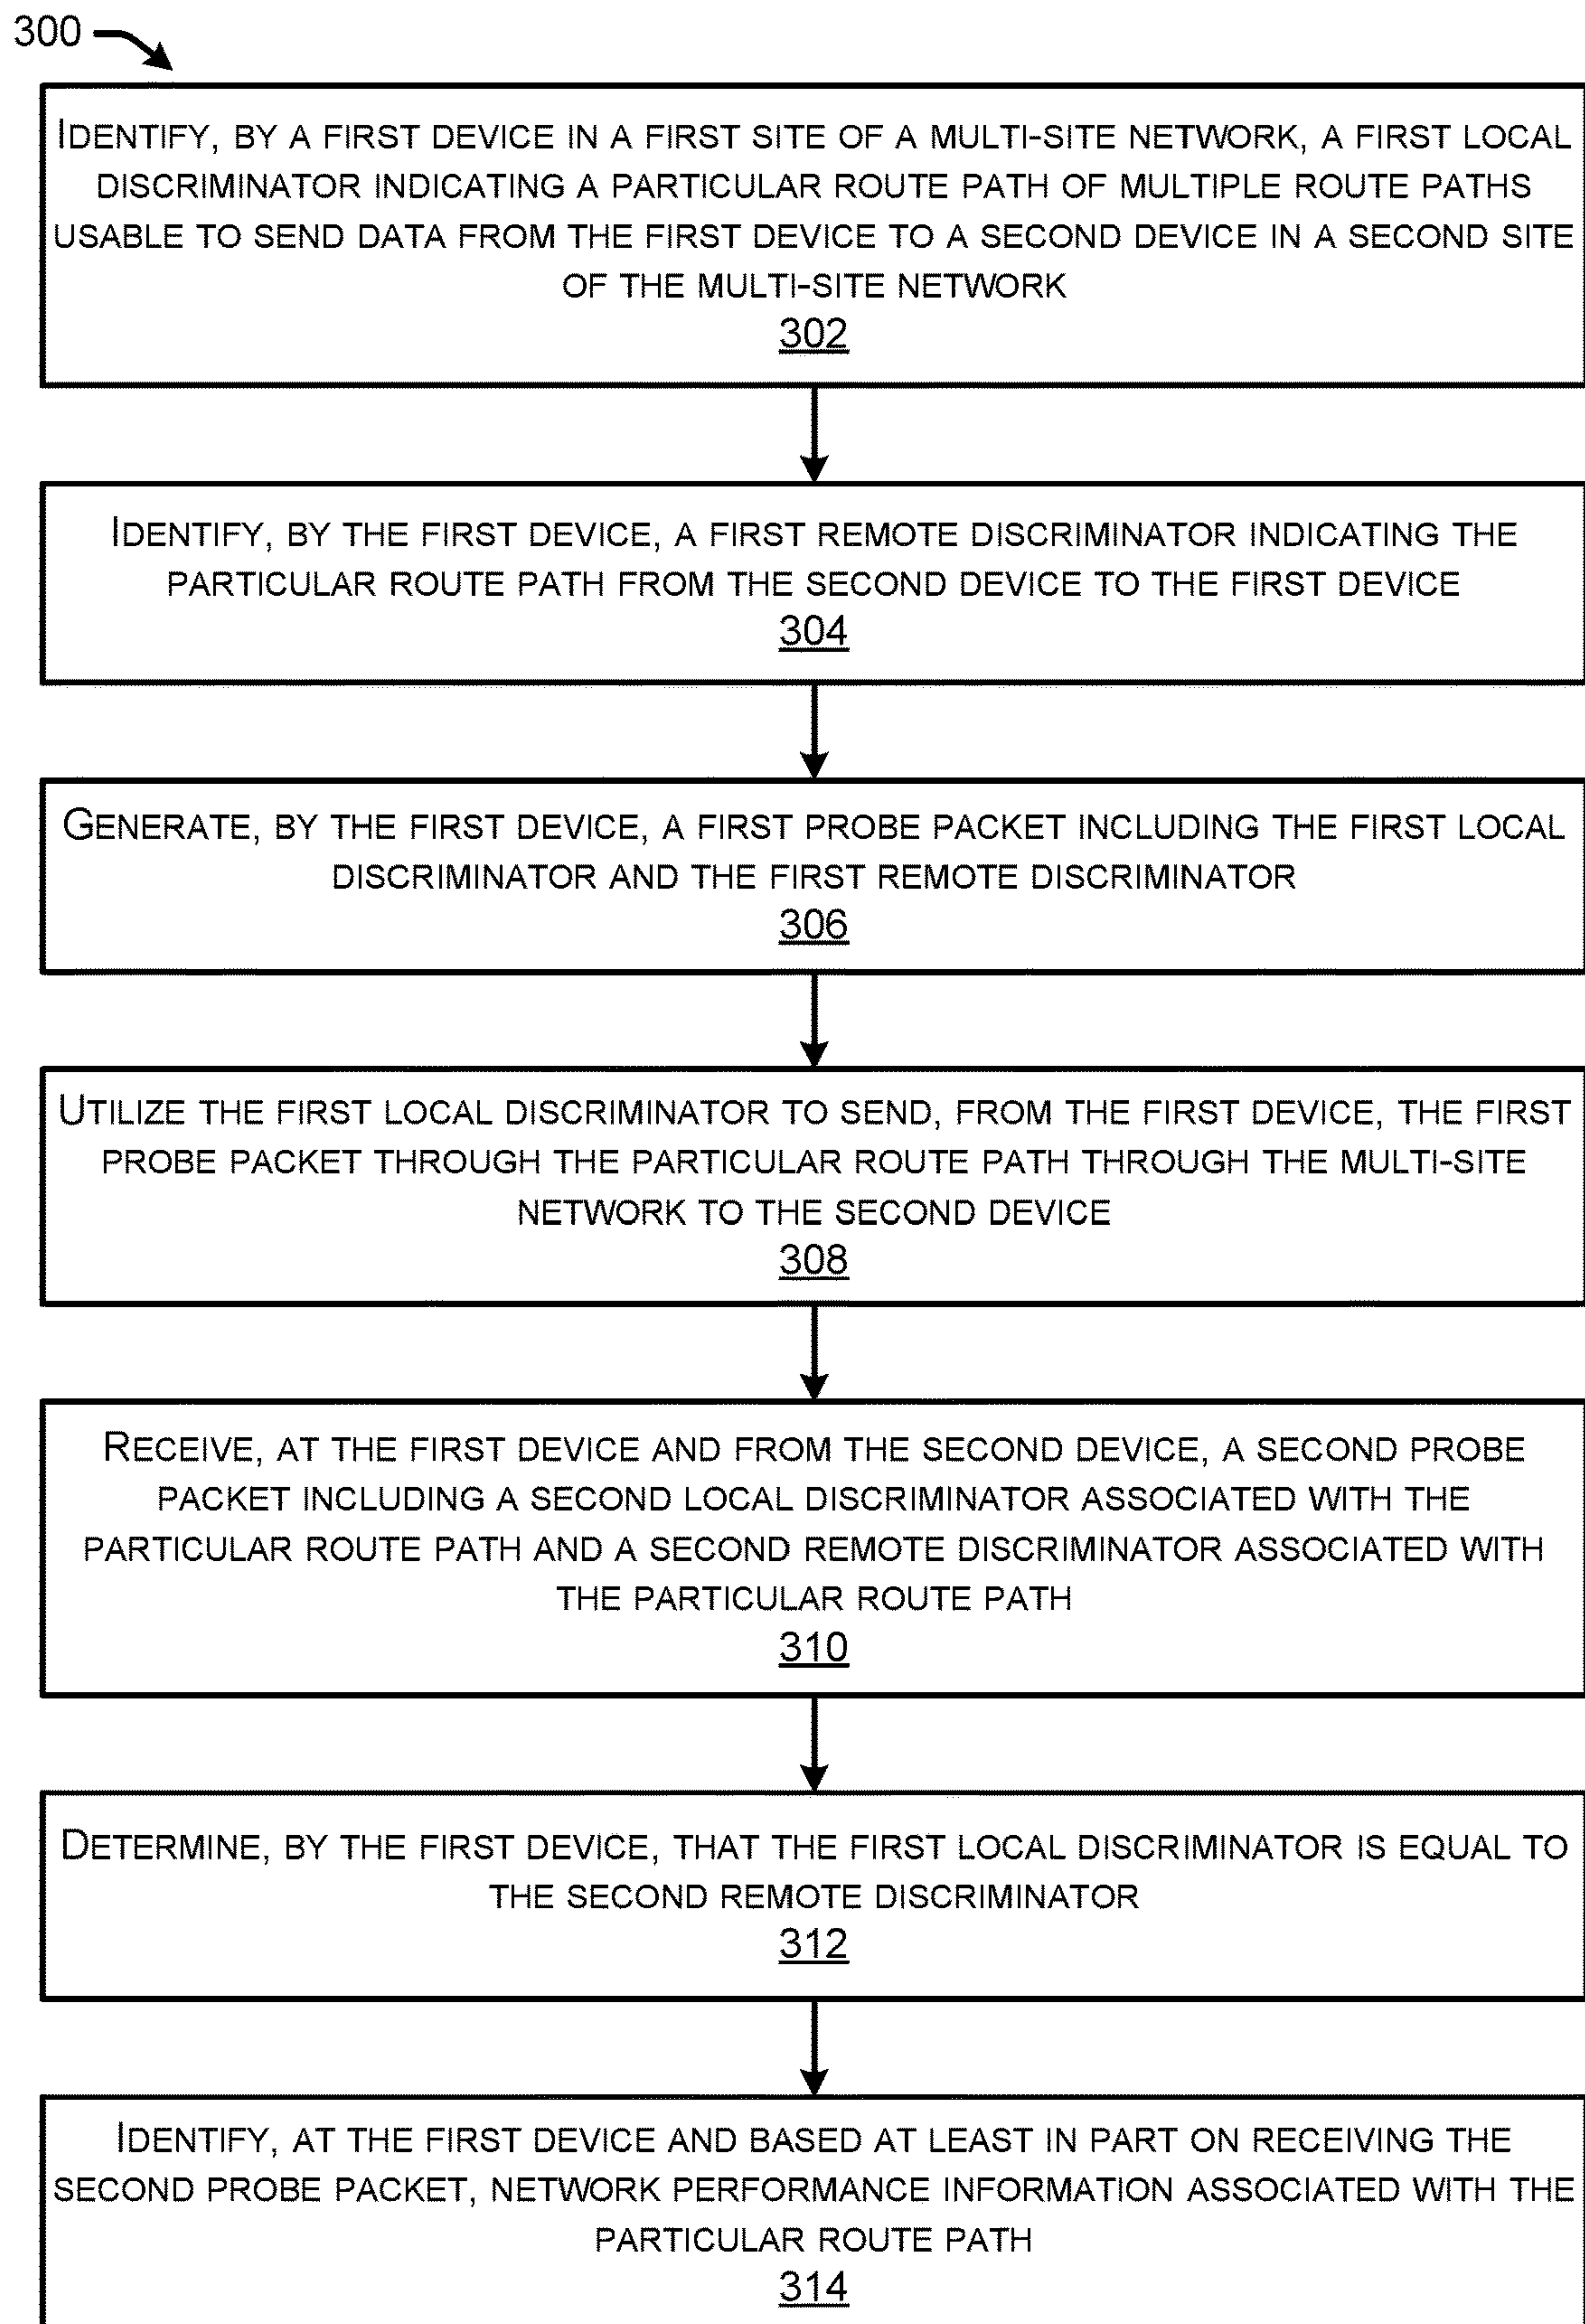 300
IDENTIFY, BY A FIRST DEVICE IN A FIRST SITE OF A MULTI-SITE NETWORK, A FIRST LOCAL
DISCRIMINATOR INDICATING A PARTICULAR ROUTE PATH OF MULTIPLE ROUTE PATHS
USABLE TO SEND DATA FROM THE FIRST DEVICE TO A SECOND DEVICE IN A SECOND SITE
OF THE MULTI-SITE NETWORK
302
IDENTIFY, BY THE FIRST DEVICE, A FIRST REMOTE DISCRIMINATOR INDICATING THE
PARTICULAR ROUTE PATH FROM THE SECOND DEVICE TO THE FIRST DEVICE
304
GENERATE, BY THE FIRST DEVICE, A FIRST PROBE PACKET INCLUDING THE FIRST LOCAL
DISCRIMINATOR AND THE FIRST REMOTE DISCRIMINATOR
306
UTILIZE THE FIRST LOCAL DISCRIMINATOR TO SEND, FROM THE FIRST DEVICE, THE FIRST
PROBE PACKET THROUGH THE PARTICULAR ROUTE PATH THROUGH THE MULTI-SITE
NETWORK TO THE SECOND DEVICE
308
RECEIVE, AT THE FIRST DEVICE AND FROM THE SECOND DEVICE, A SECOND PROBE
PACKET INCLUDING A SECOND LOCAL DISCRIMINATOR ASSOCIATED WITH THE
PARTICULAR ROUTE PATH AND A SECOND REMOTE DISCRIMINATOR ASSOCIATED WITH
THE PARTICULAR ROUTE PATH
310
DETERMINE, BY THE FIRST DEVICE, THAT THE FIRST LOCAL DISCRIMINATOR IS EQUAL TO
THE SECOND REMOTE DISCRIMINATOR
312
IDENTIFY, AT THE FIRST DEVICE AND BASED AT LEAST IN PART ON RECEIVING THE
SECOND PROBE PACKET, NETWORK PERFORMANCE INFORMATION ASSOCIATED WITH THE
PARTICULAR ROUTE PATH
314